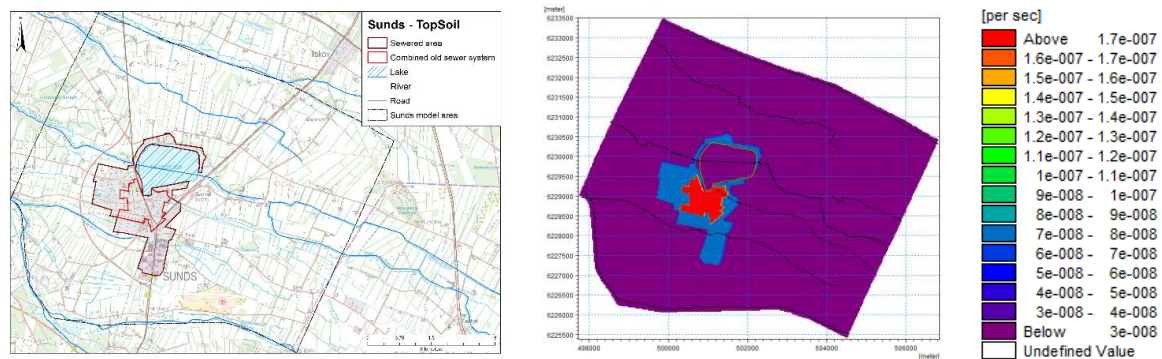 Sunds - TopSoil
Sewered area
Combined old sewer system
Lake
River
Road
Sunds model area
Ilskov
SUNDS
[meter]
6233500
6233000
6232500
6232000
6231500
6231000
6230500
6230000
6229500
6229000
6228500
6228000
6227500
6227000
6226500
6226000
6225500
498000 500000 502000 504000 506000
[meter]
[per sec]
Above 1.7e-007
1.6e-007 - 1.7e-007
1.5e-007 - 1.6e-007
1.4e-007 - 1.5e-007
1.3e-007 - 1.4e-007
1.2e-007 - 1.3e-007
1.1e-007 - 1.2e-007
1e-007 - 1.1e-007
9e-008 - 1e-007
8e-008 - 9e-008
7e-008 - 8e-008
6e-008 - 7e-008
5e-008 - 6e-008
4e-008 - 5e-008
3e-008 - 4e-008
Below 3e-008
Undefined Value